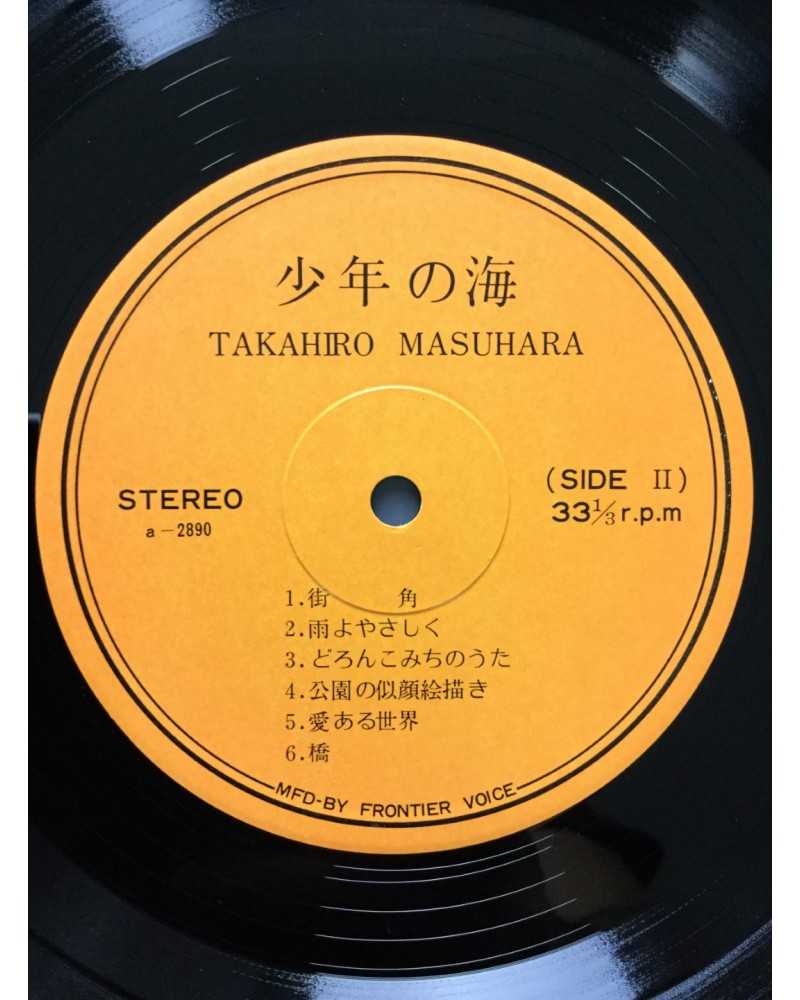 少年の海
TAKAHIRO MASUHARA
STEREO
a-2890
(SIDE II)
33⅓ r.p.m
1.街 角
2.雨よやさしく
3.どろんこみちのうた
4.公園の似顔絵描き
5.愛ある世界
6.橋
MFD-BY FRONTIER VOICE